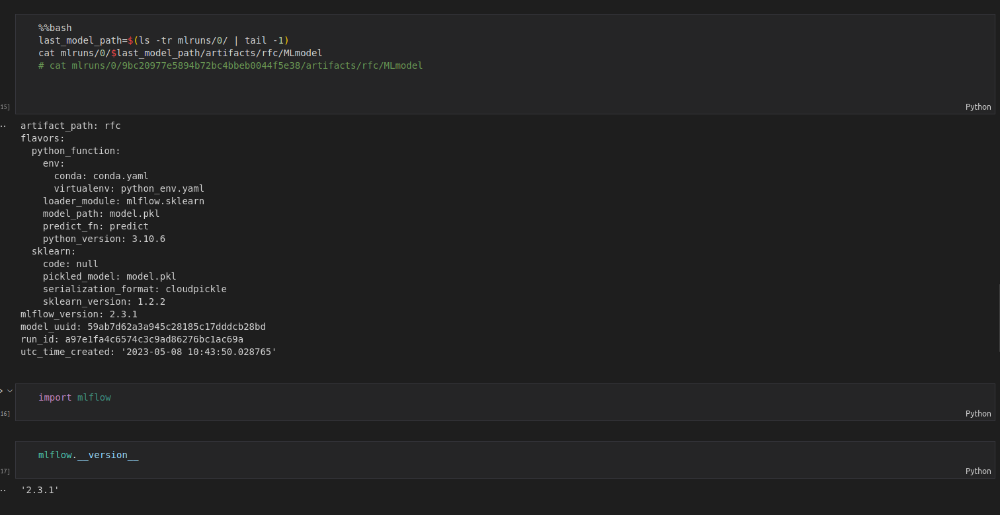 %%bash
last_model_path=$(ls -tr mlruns/0/ | tail -1)
cat mlruns/0/$last_model_path/artifacts/rfc/MLmodel
# cat mlruns/0/9bc20977e5894b72bc4bbeb0044f5e38/artifacts/rfc/MLmodel
15]
Python
artifact_path: rfc
flavors:
  python_function:
    env:
      conda: conda.yaml
      virtualenv: python_env.yaml
    loader_module: mlflow.sklearn
    model_path: model.pkl
    predict_fn: predict
    python_version: 3.10.6
  sklearn:
    code: null
    pickled_model: model.pkl
    serialization_format: cloudpickle
    sklearn_version: 1.2.2
mlflow_version: 2.3.1
model_uuid: 59ab7d62a3a945c28185c17dddcb28bd
run_id: a97e1fa4c6574c3c9ad86276bc1ac69a
utc_time_created: '2023-05-08 10:43:50.028765'
import mlflow
16]
Python
mlflow.__version__
17]
Python
'2.3.1'